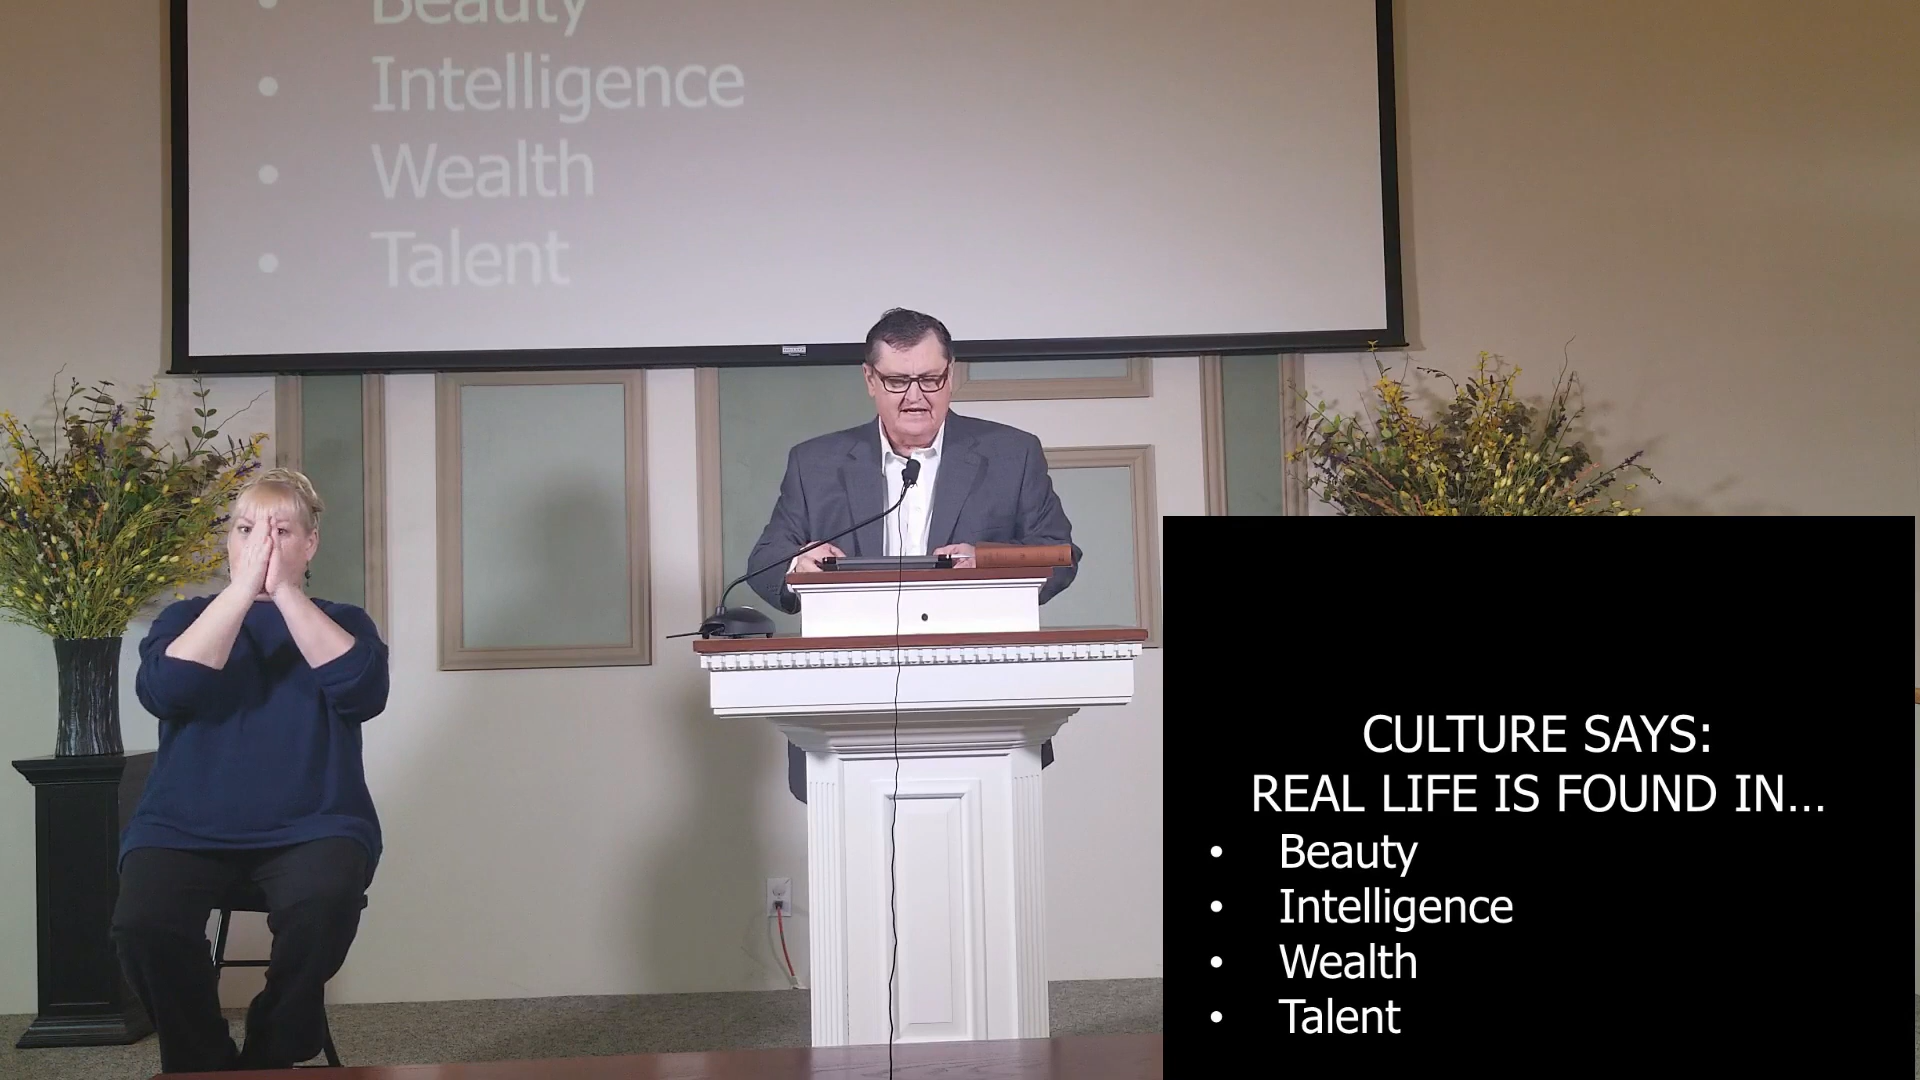 • Beauty
• Intelligence
• Wealth
• Talent
CULTURE SAYS:
REAL LIFE IS FOUND IN...
• Beauty
• Intelligence
• Wealth
• Talent